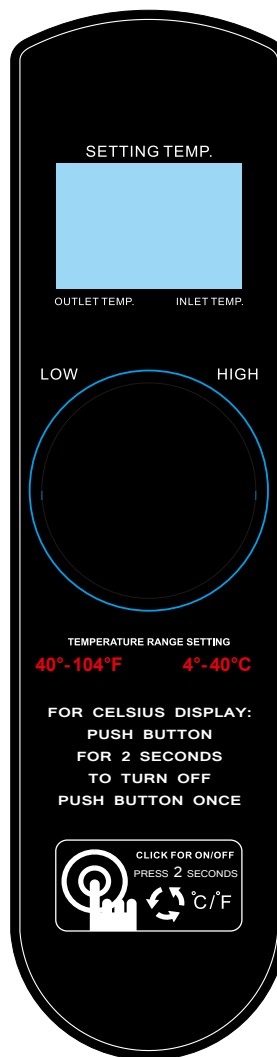 SETTING TEMP.
OUTLET TEMP. INLET TEMP.
LOW HIGH
TEMPERATURE RANGE SETTING
40°-104°F 4°-40°C
FOR CELSIUS DISPLAY:
PUSH BUTTON
FOR 2 SECONDS
TO TURN OFF
PUSH BUTTON ONCE
CLICK FOR ON/OFF
PRESS 2 SECONDS
°C/°F